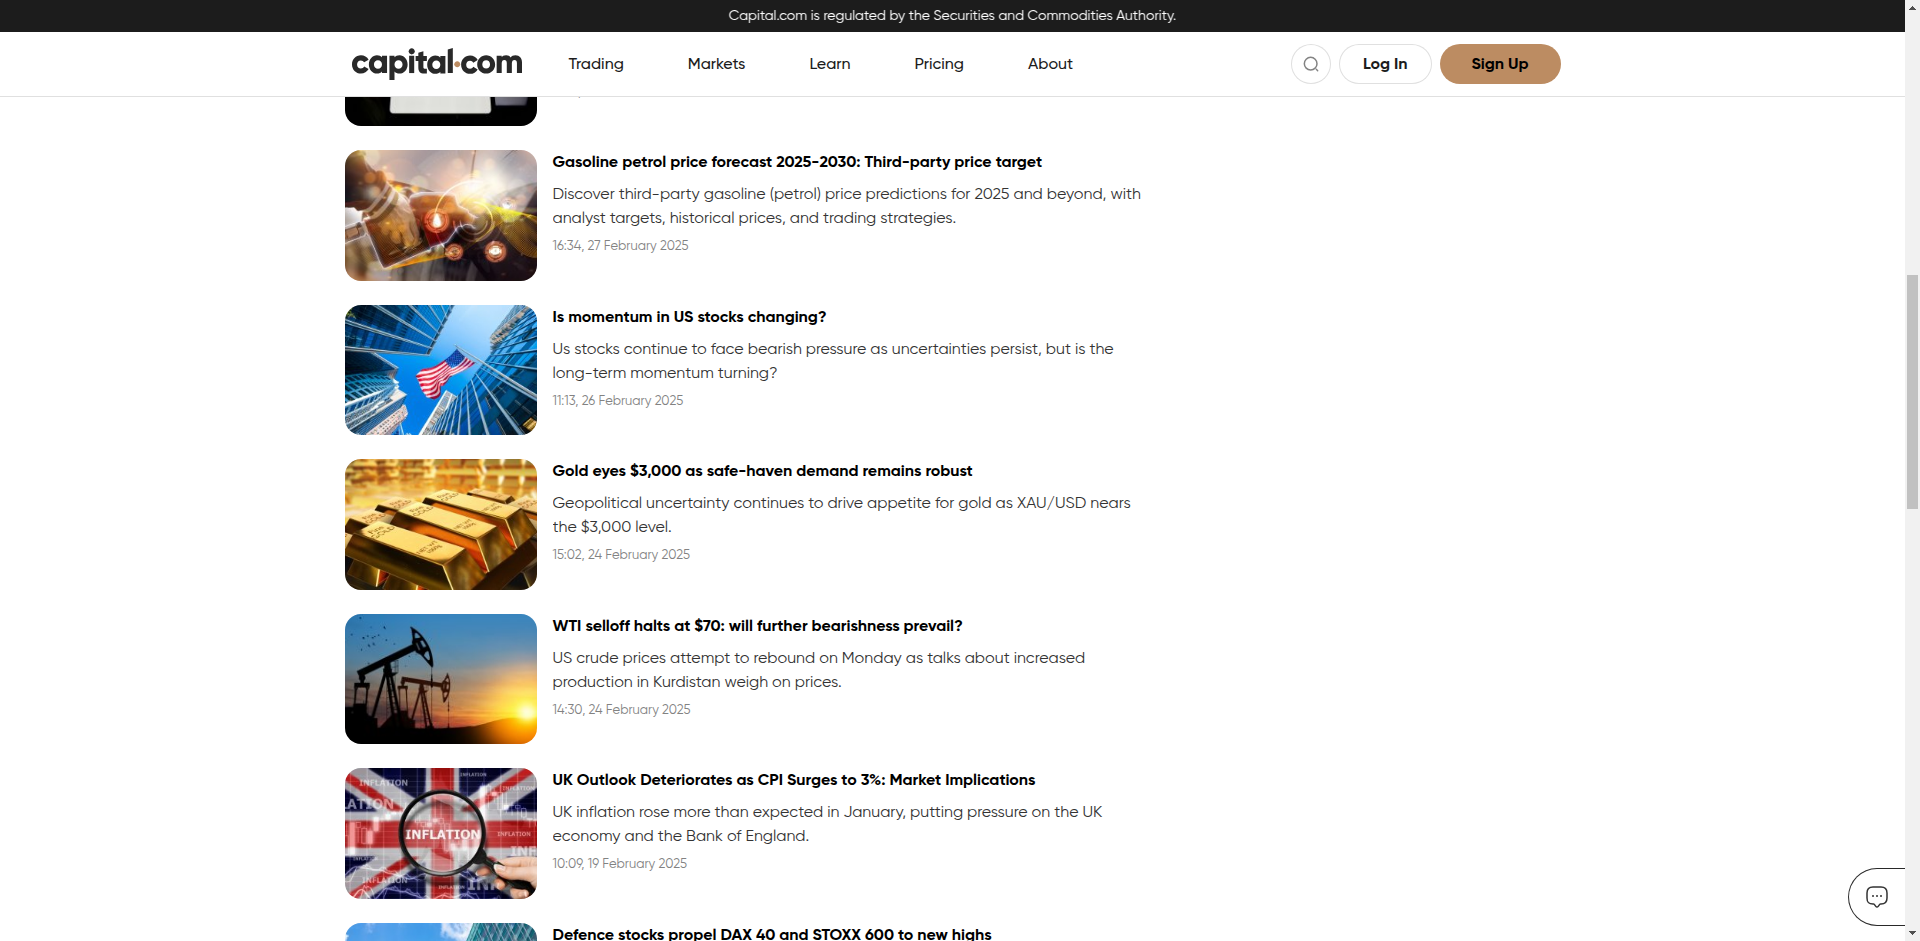 Capital.com is regulated by the Securities and Commodities Authority.
capital.com Trading Markets Learn Pricing About Log In Sign Up
Gasoline petrol price forecast 2025-2030: Third-party price target
Discover third-party gasoline (petrol) price predictions for 2025 and beyond, with
analyst targets, historical prices, and trading strategies.
16:34, 27 February 2025
Is momentum in US stocks changing?
Us stocks continue to face bearish pressure as uncertainties persist, but is the
long-term momentum turning?
11:13, 26 February 2025
Gold eyes $3,000 as safe-haven demand remains robust
Geopolitical uncertainty continues to drive appetite for gold as XAU/USD nears
the $3,000 level.
15:02, 24 February 2025
WTI selloff halts at $70: will further bearishness prevail?
US crude prices attempt to rebound on Monday as talks about increased
production in Kurdistan weigh on prices.
14:30, 24 February 2025
INFLATION
UK Outlook Deteriorates as CPI Surges to 3%: Market Implications
UK inflation rose more than expected in January, putting pressure on the UK
economy and the Bank of England.
10:09, 19 February 2025
Defence stocks propel DAX 40 and STOXX 600 to new highs